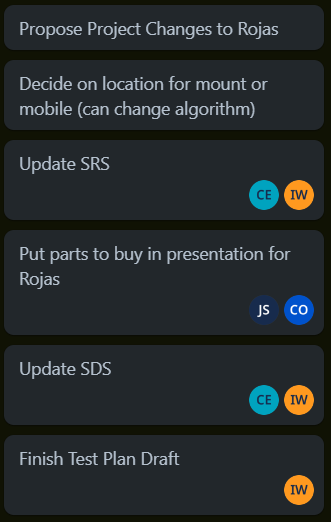 Propose Project Changes to Rojas
Decide on location for mount or
mobile (can change algorithm)
Update SRS
CE IW
Put parts to buy in presentation for
Rojas
JS CO
Update SDS
CE IW
Finish Test Plan Draft
IW